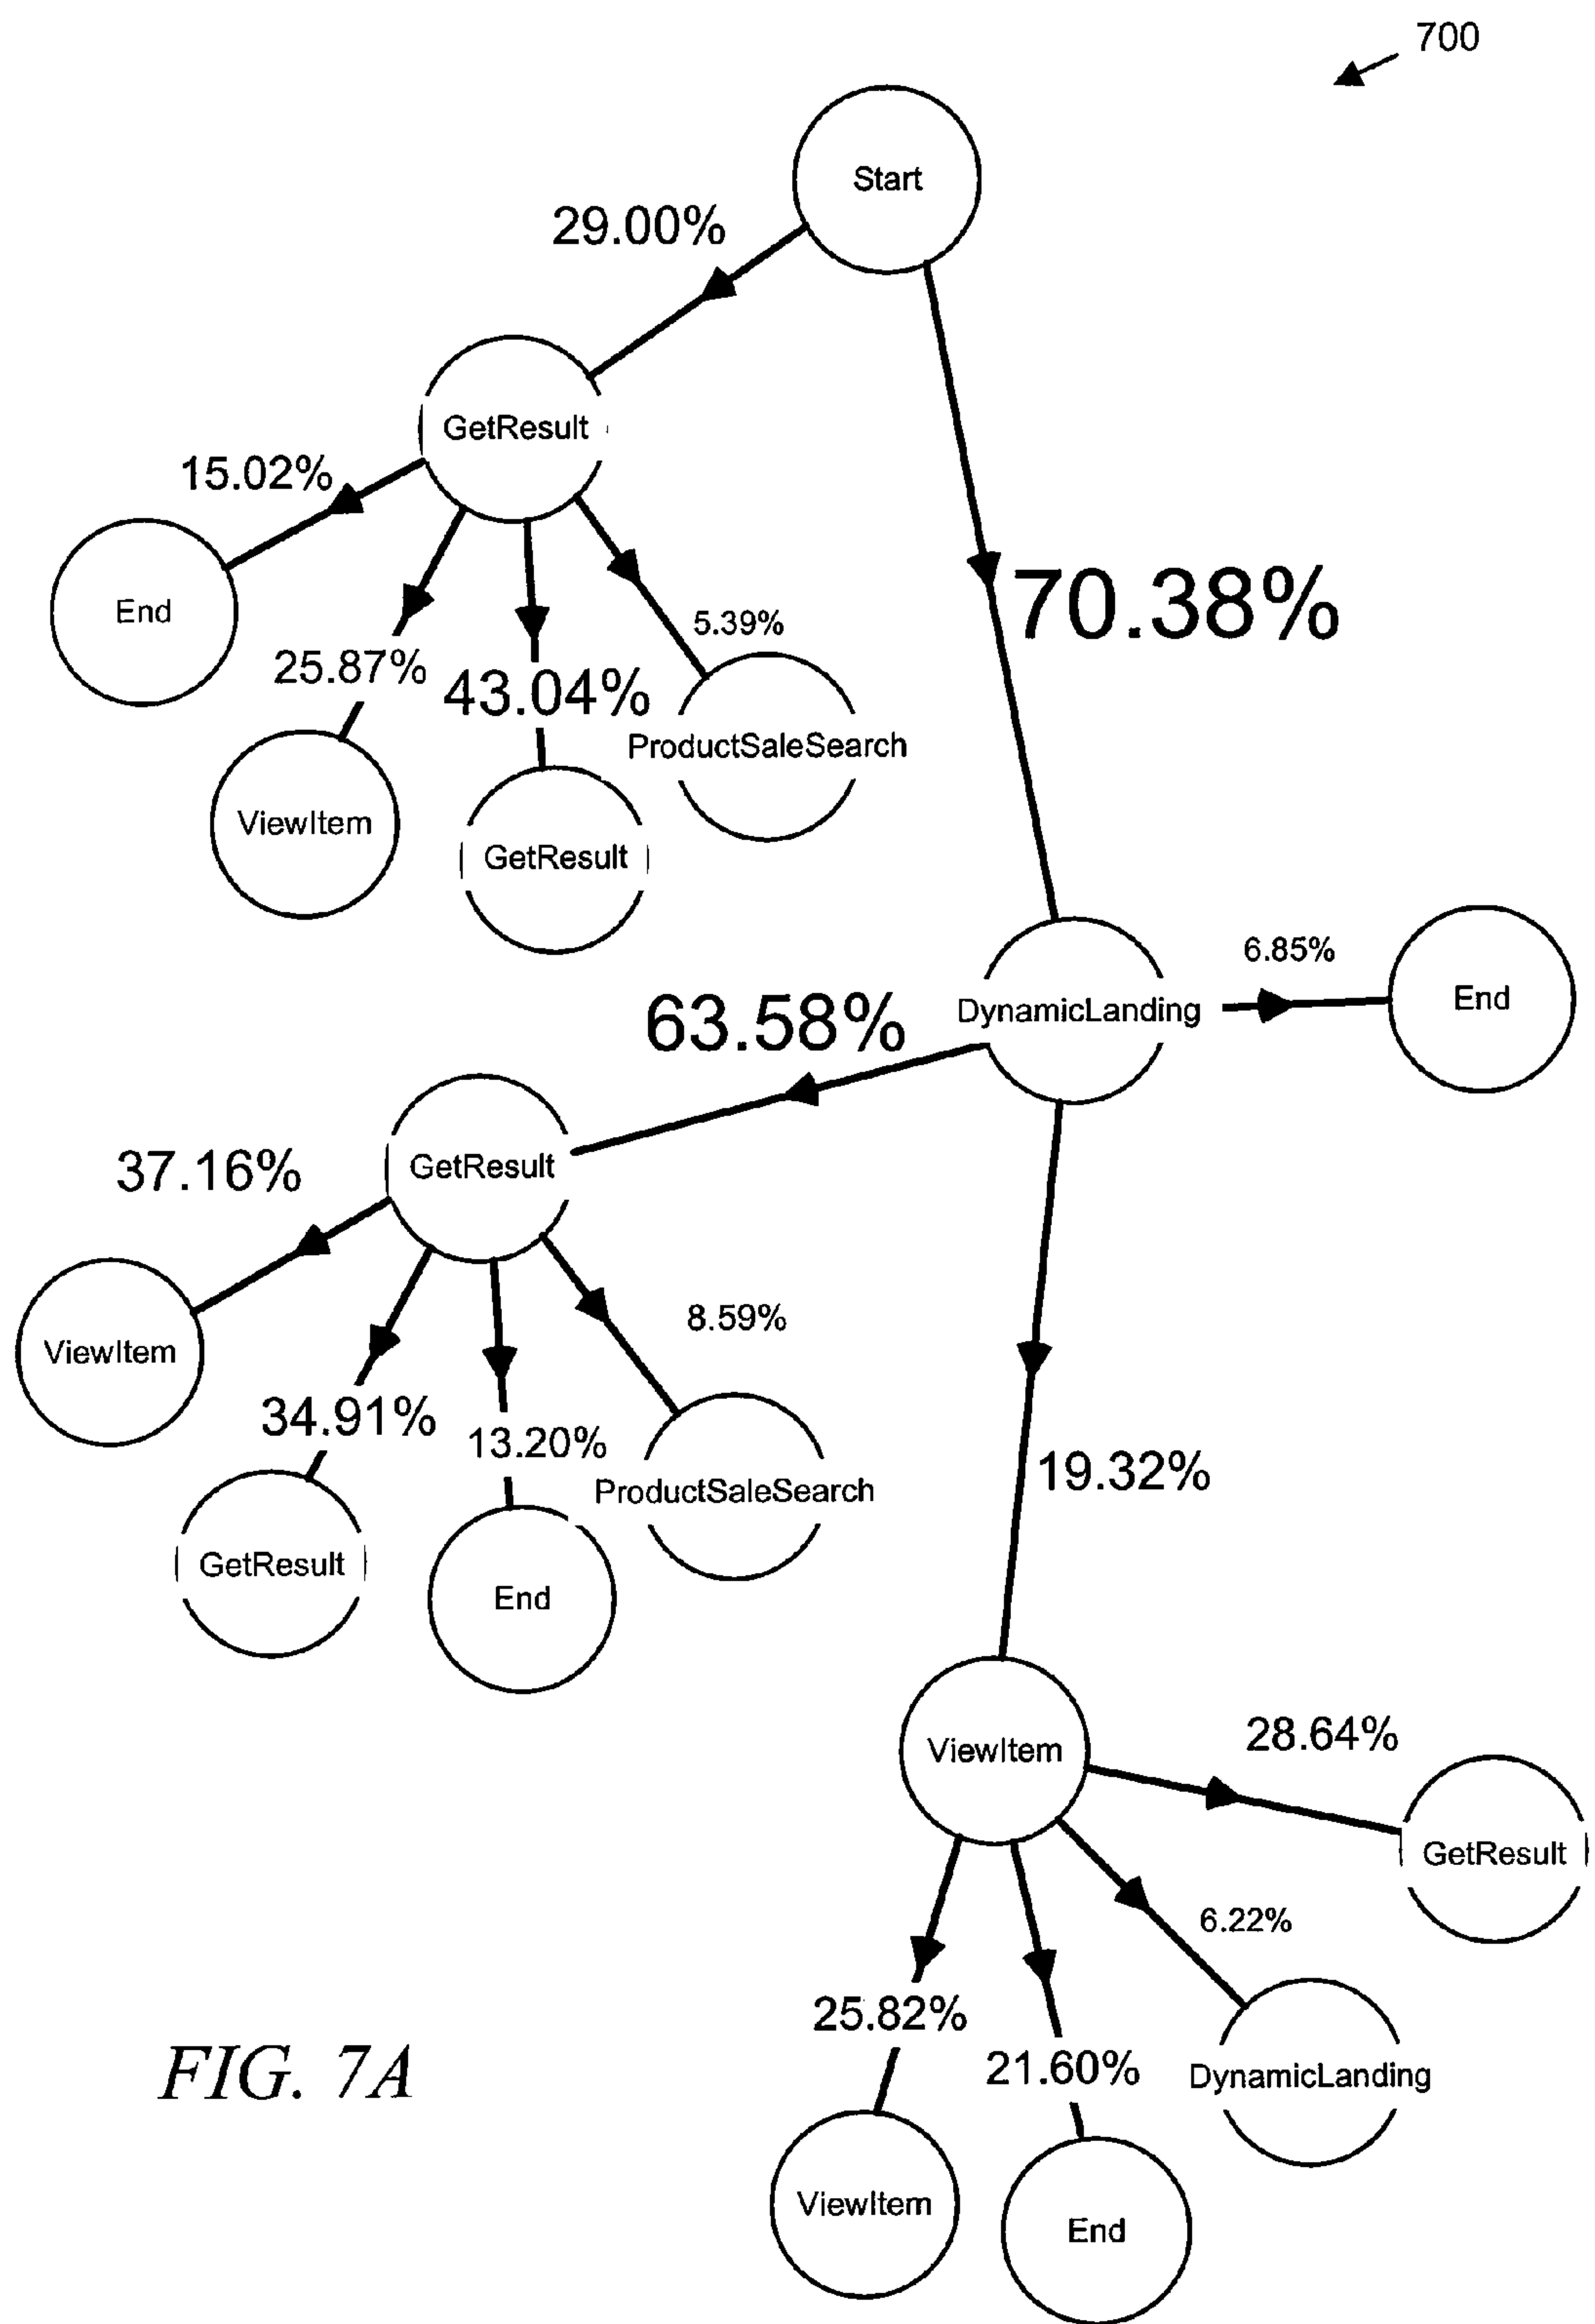 700
Start
29.00%
GetResult
15.02%
70.38%
End
5.39%
25.87%
43.04%
ProductSaleSearch
ViewItem
GetResult
6.85%
End
DynamicLanding
63.58%
GetResult
37.16%
8.59%
ViewItem
34.91%
13.20%
19.32%
ProductSaleSearch
GetResult
End
28.64%
ViewItem
GetResult
6.22%
25.82%
21.60%
DynamicLanding
FIG. 7A
ViewItem
End